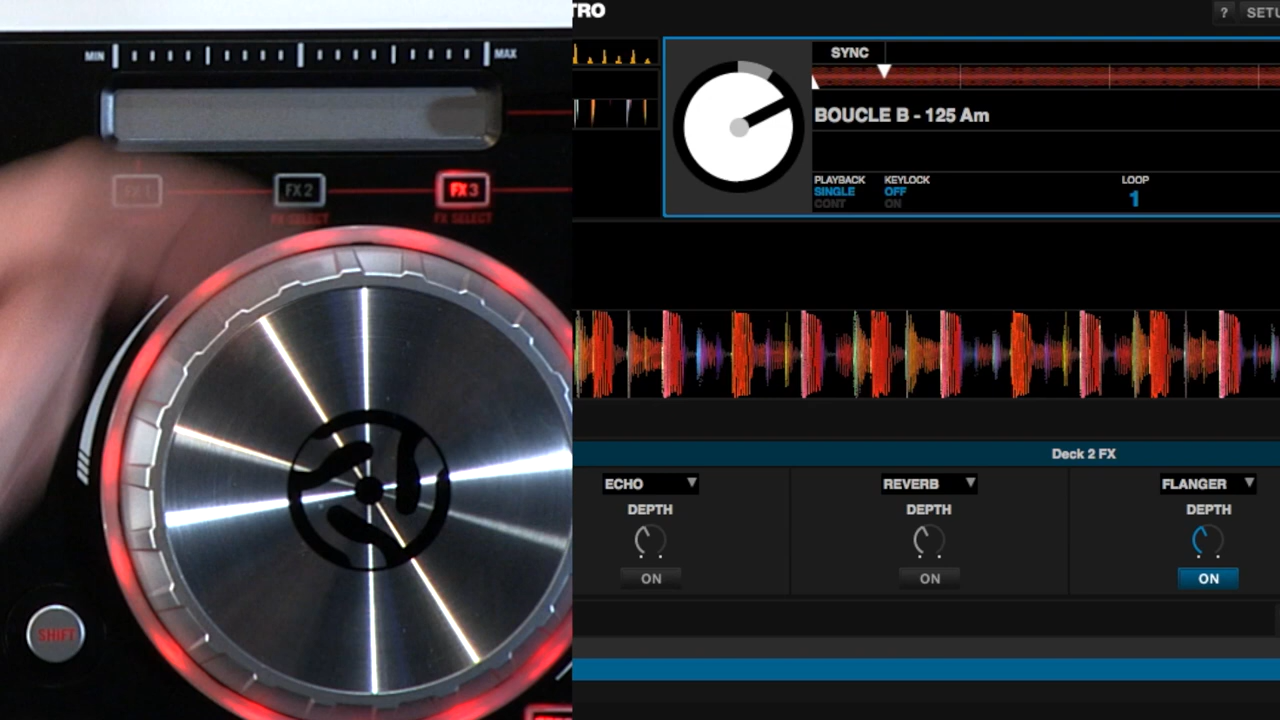 MIN MAX
FX 1
FX 2
FX 3
FX SELECT
FX SELECT
SHIFT
TRO
?
SETU
SYNC
BOUCLE B - 125 Am
PLAYBACK
SINGLE
CONT
KEYLOCK
OFF
ON
LOOP
1
Deck 2 FX
ECHO
DEPTH
ON
REVERB
DEPTH
ON
FLANGER
DEPTH
ON